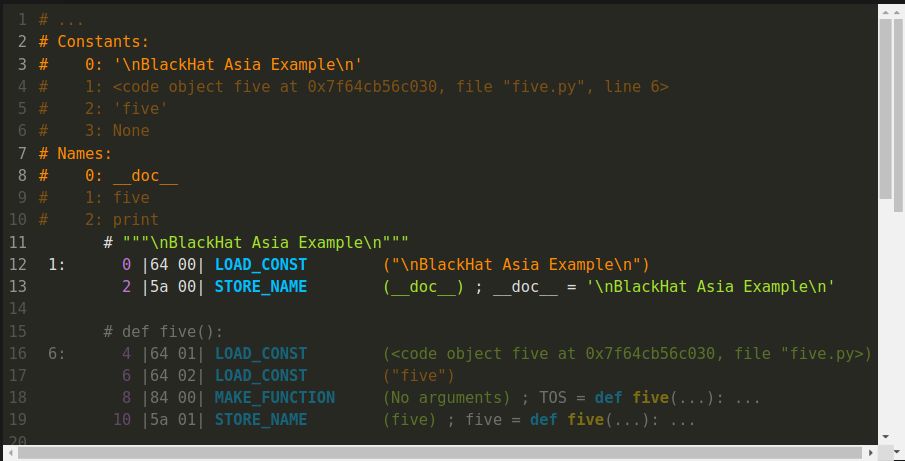 1 # ...
2 # Constants:
3 #    0: '\nBlackHat Asia Example\n'
4 #    1: <code object five at 0x7f64cb56c030, file "five.py", line 6>
5 #    2: 'five'
6 #    3: None
7 # Names:
8 #    0: __doc__
9 #    1: five
10 #    2: print
11        # """\nBlackHat Asia Example\n"""
12  1:      0 |64 00| LOAD_CONST        ("\nBlackHat Asia Example\n")
13          2 |5a 00| STORE_NAME        (__doc__) ; __doc__ = '\nBlackHat Asia Example\n'
14
15        # def five():
16  6:      4 |64 01| LOAD_CONST        (<code object five at 0x7f64cb56c030, file "five.py>)
17          6 |64 02| LOAD_CONST        ("five")
18          8 |84 00| MAKE_FUNCTION     (No arguments) ; TOS = def five(...): ...
19         10 |5a 01| STORE_NAME        (five) ; five = def five(...): ...
20